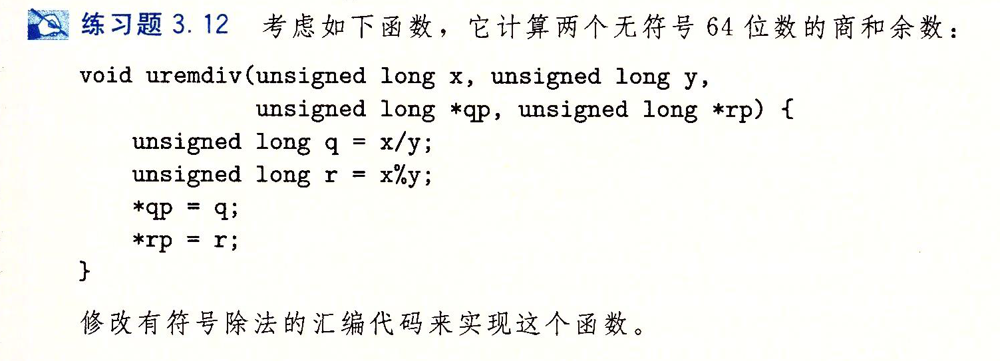 练习题 3.12 考虑如下函数，它计算两个无符号 64 位数的商和余数：
void uremdiv(unsigned long x, unsigned long y,
unsigned long *qp, unsigned long *rp) {
unsigned long q = x/y;
unsigned long r = x%y;
*qp = q;
*rp = r;
}
修改有符号除法的汇编代码来实现这个函数。